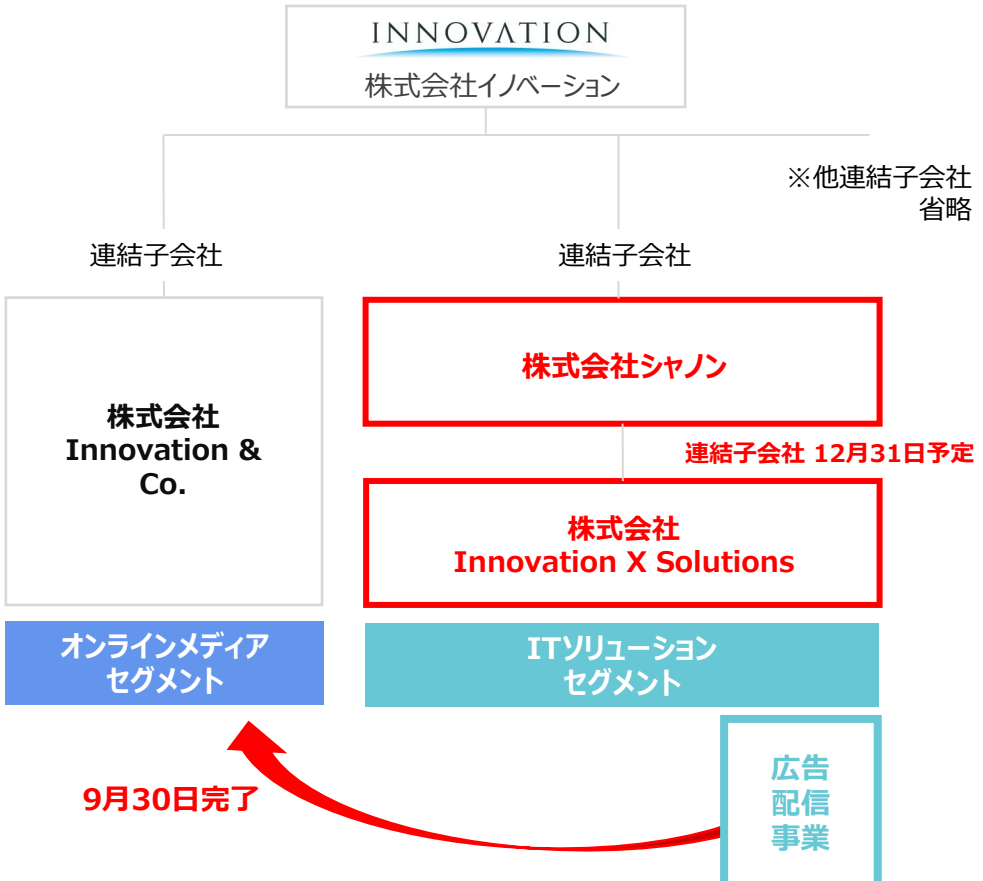 INNOVATION
株式会社イノベーション
※他連結子会社
省略
連結子会社
連結子会社
株式会社
Innovation &
Co.
株式会社シャノン
連結子会社 12月31日予定
株式会社
Innovation X Solutions
オンラインメディア
セグメント
ITソリューション
セグメント
9月30日完了
広告
配信
事業